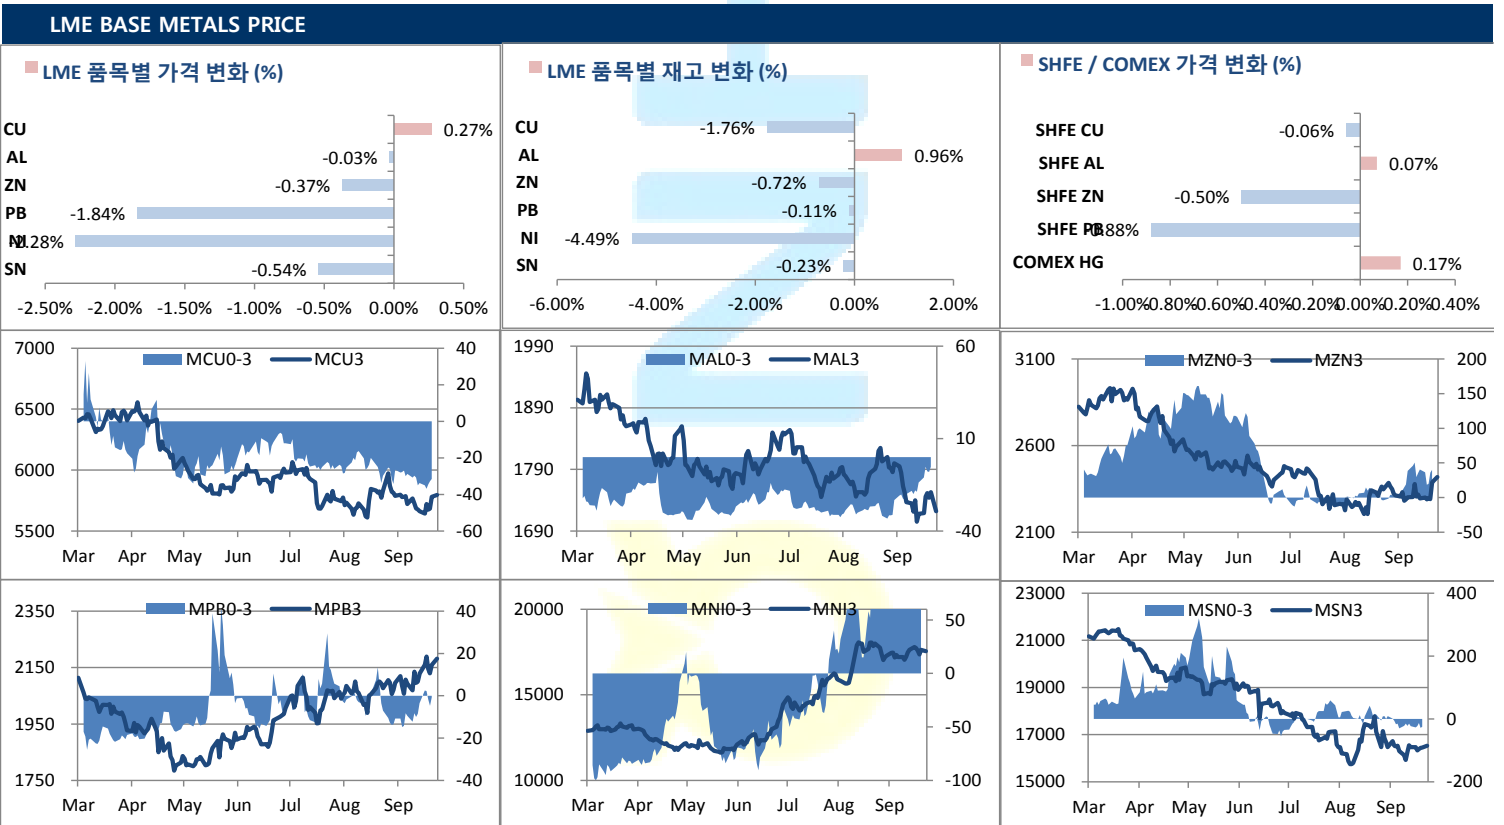 LME BASE METALS PRICE
LME 품목별 가격 변화 (%)
CU 0.27%
AL -0.03%
ZN -0.37%
PB -1.84%
NI -2.28%
SN -0.54%
-2.50% -2.00% -1.50% -1.00% -0.50% 0.00% 0.50%
LME 품목별 재고 변화 (%)
CU -1.76%
AL 0.96%
ZN -0.72%
PB -0.11%
NI -4.49%
SN -0.23%
-6.00% -4.00% -2.00% 0.00% 2.00%
SHFE / COMEX 가격 변화 (%)
SHFE CU -0.06%
SHFE AL 0.07%
SHFE ZN -0.50%
SHFE PB -0.88%
COMEX HG 0.17%
-1.00% -0.80% -0.60% -0.40% -0.20% 0.00% 0.20% 0.40%
MCU0-3 MCU3
7000 40
20
6500 0
6000 -20
-40
5500 -60
Mar Apr May Jun Jul Aug Sep
MAL0-3 MAL3
1990 60
1890
10
1790
1690 -40
Mar Apr May Jun Jul Aug Sep
MZN0-3 MZN3
3100 200
150
2600 100
50
0
2100 -50
Mar Apr May Jun Jul Aug Sep
MPB0-3 MPB3
2350 40
2150 20
0
1950 -20
1750 -40
Mar Apr May Jun Jul Aug Sep
MNI0-3 MNI3
20000 50
15000 0
-50
10000 -100
Mar Apr May Jun Jul Aug Sep
MSN0-3 MSN3
23000 400
21000
200
19000
17000 0
15000 -200
Mar Apr May Jun Jul Aug Sep